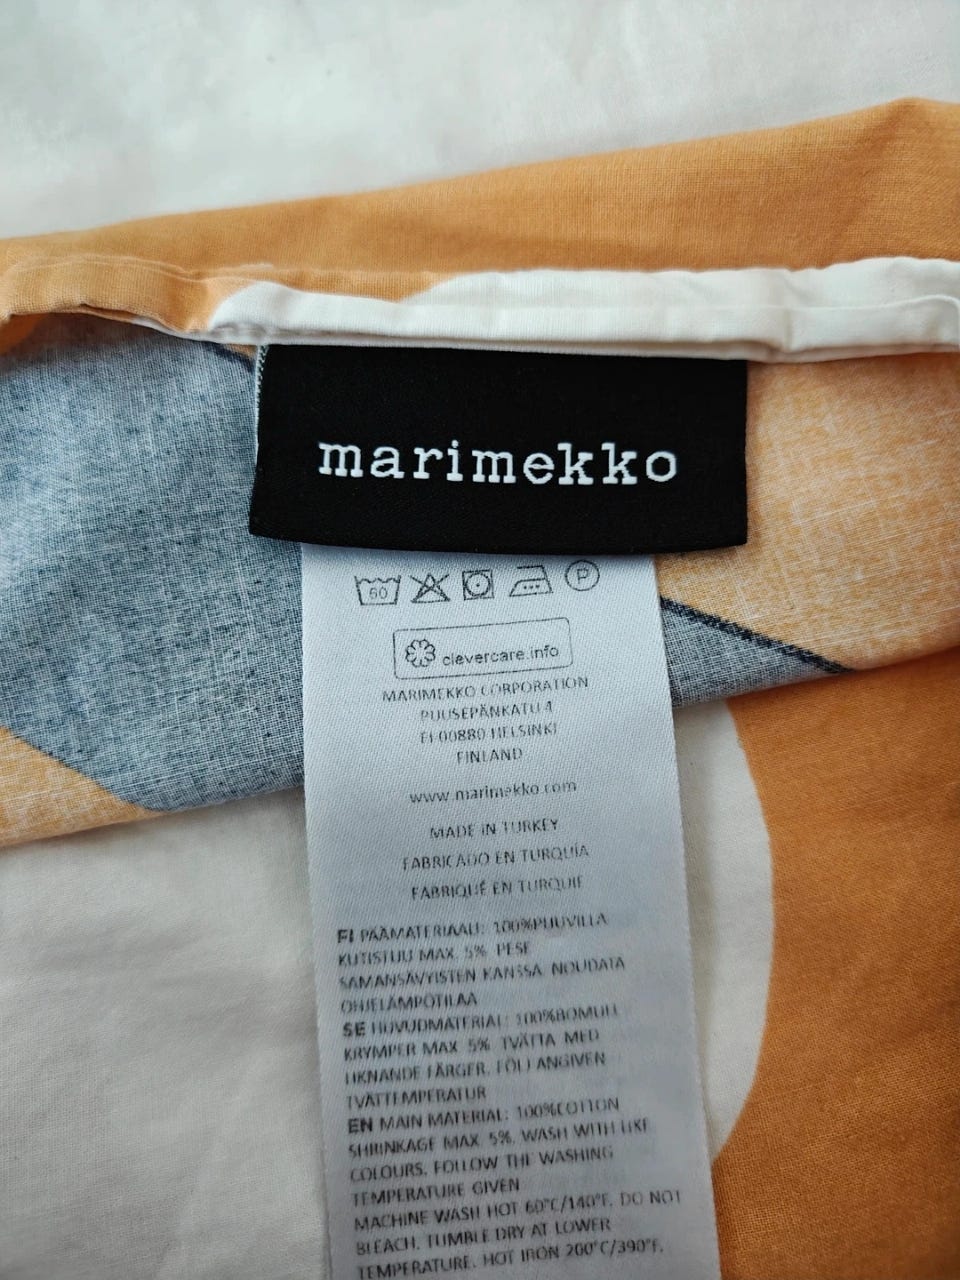 marimekko
60 P
clevercare.info
MARIMEKKO CORPORATION
PUUSEPÄNKATU 4
FI-00880 HELSINKI
FINLAND
www.marimekko.com
MADE IN TURKEY
FABRICADO EN TURQUÍA
FABRIQUÉ EN TURQUIE
FI PÄÄMATERIAALI: 100%PUUVILLA
KUTISTUU MAX. 5% PESE
SAMANSÄVYISTEN KANSSA. NOUDATA
OHJELÄMPÖTILAA
SE HUVUDMATERIAL: 100%BOMULL
KRYMPER MAX 5%. TVÄTTA MED
LIKNANDE FÄRGER. FÖLJ ANGIVEN
TVÄTTEMPERATUR
EN MAIN MATERIAL: 100%COTTON
SHRINKAGE MAX. 5%. WASH WITH LIKE
COLOURS. FOLLOW THE WASHING
TEMPERATURE GIVEN
MACHINE WASH HOT 60°C/140°F. DO NOT
BLEACH. TUMBLE DRY AT LOWER
TEMPERATURE. HOT IRON 200°C/390°F.